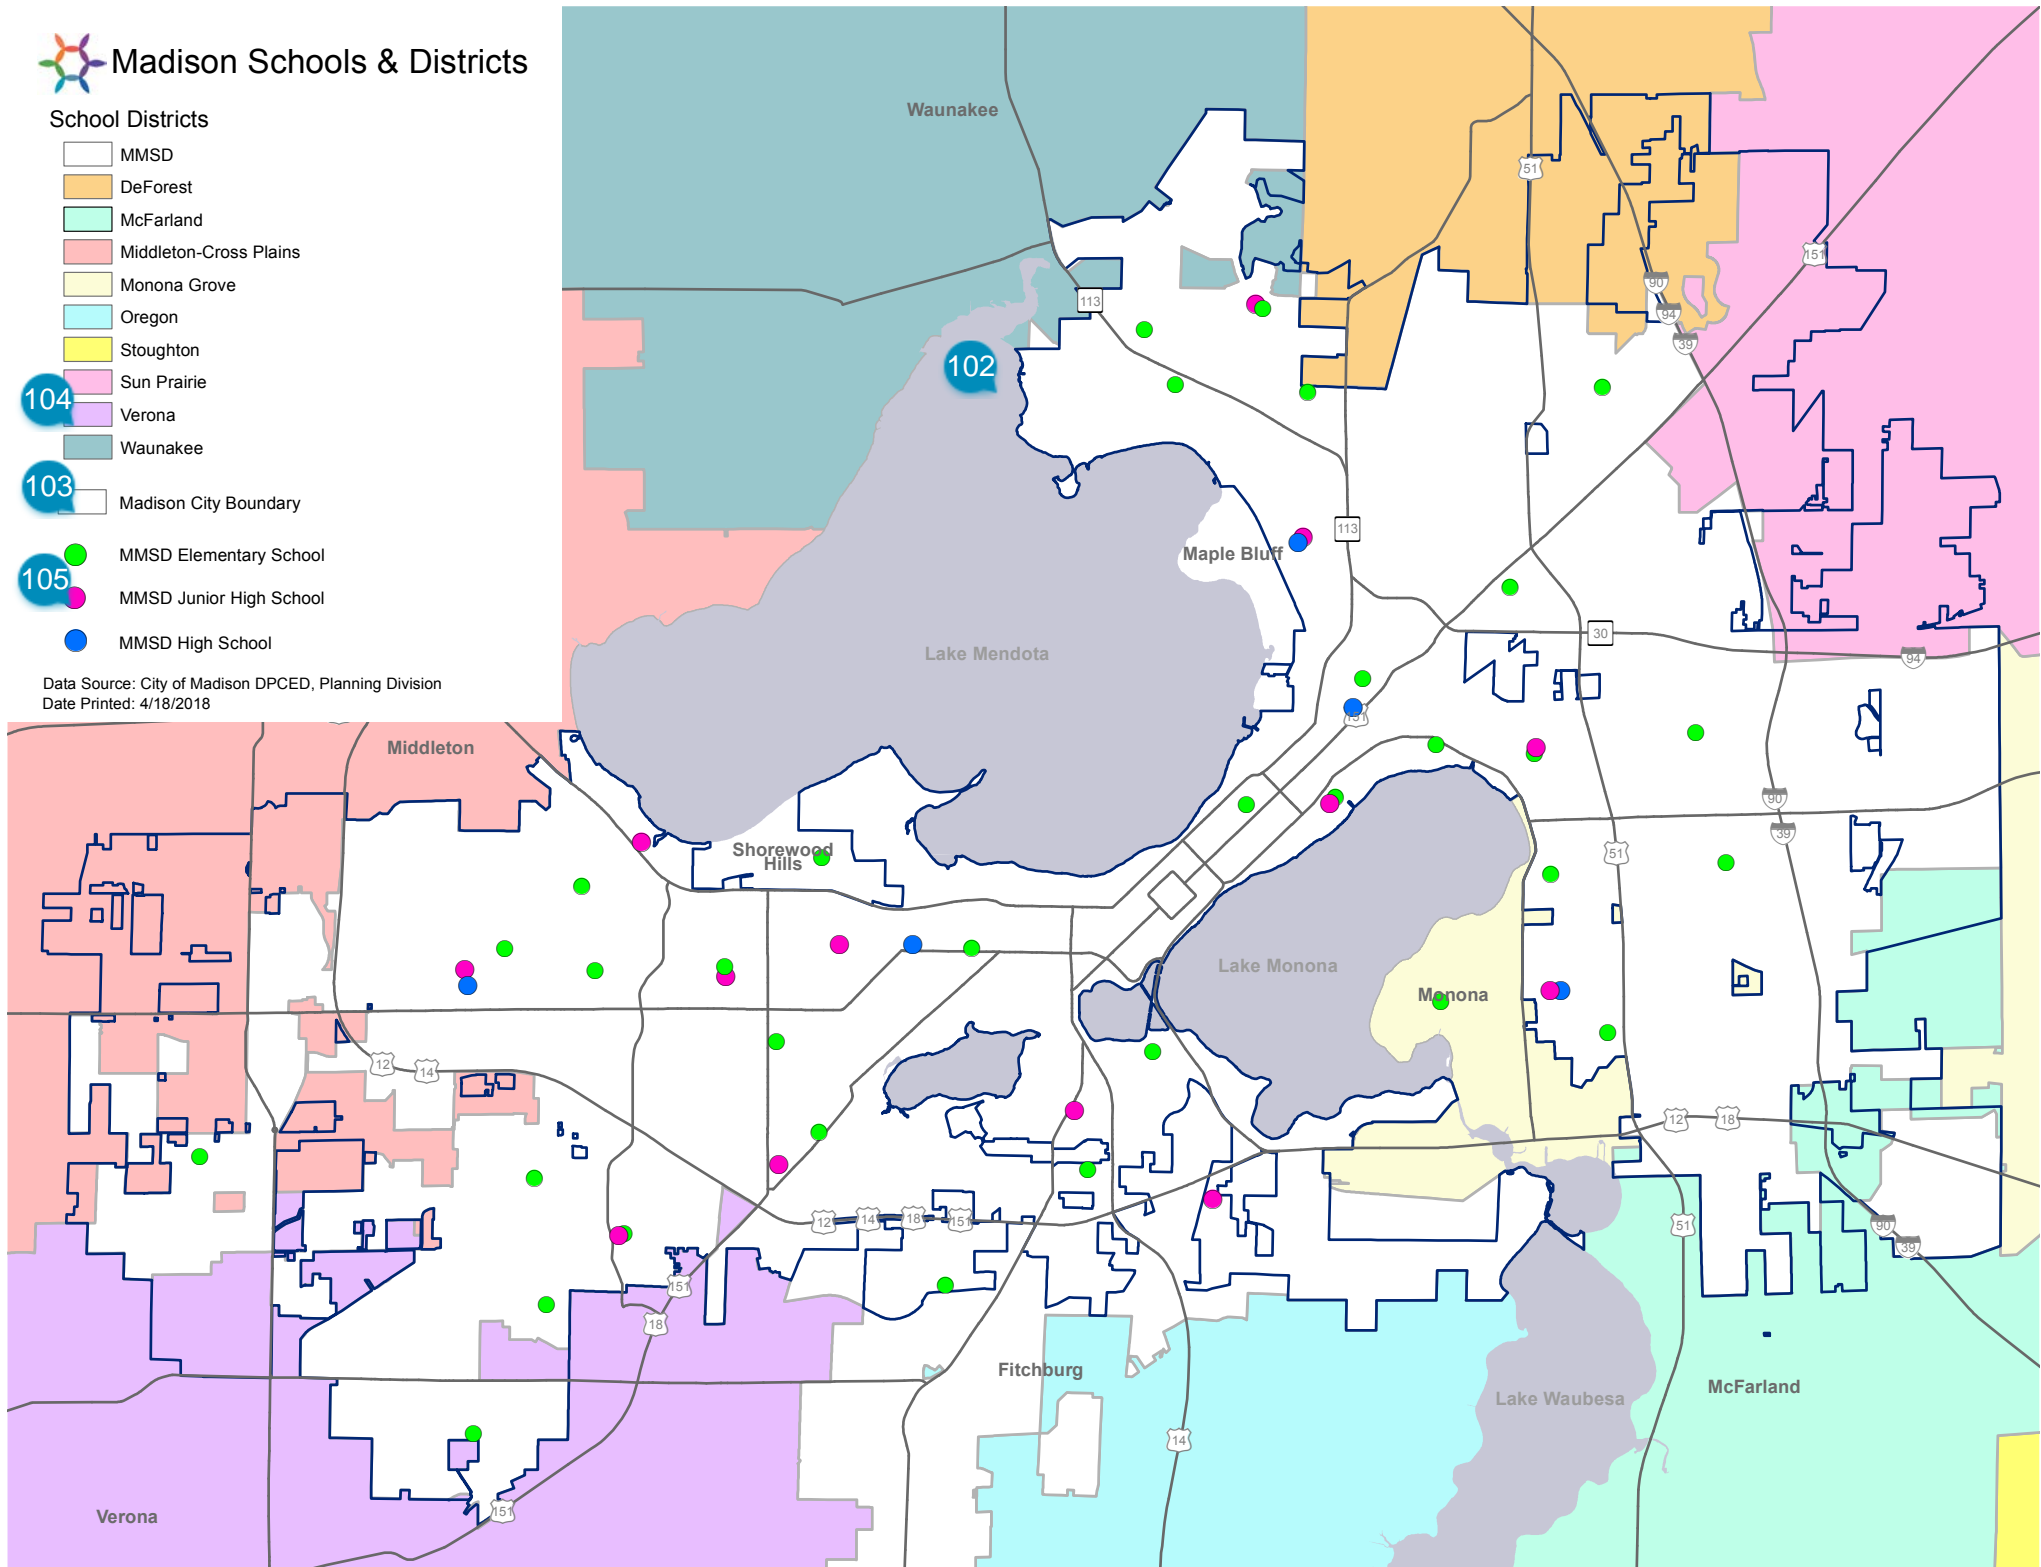 Madison Schools & Districts
School Districts
MMSD
DeForest
McFarland
Middleton-Cross Plains
Monona Grove
Oregon
Stoughton
Sun Prairie
104
Verona
Waunakee
103
Madison City Boundary
MMSD Elementary School
105
MMSD Junior High School
MMSD High School
Data Source: City of Madison DPCED, Planning Division
Date Printed: 4/18/2018
Waunakee
51
151
90
94
39
113
102
113
Maple Bluff
30
94
Lake Mendota
151
Middleton
90
39
51
Shorewood
Hills
Lake Monona
Monona
12
14
12
18
12
14
18
151
51
90
39
151
18
Fitchburg
McFarland
Lake Waubesa
14
151
Verona